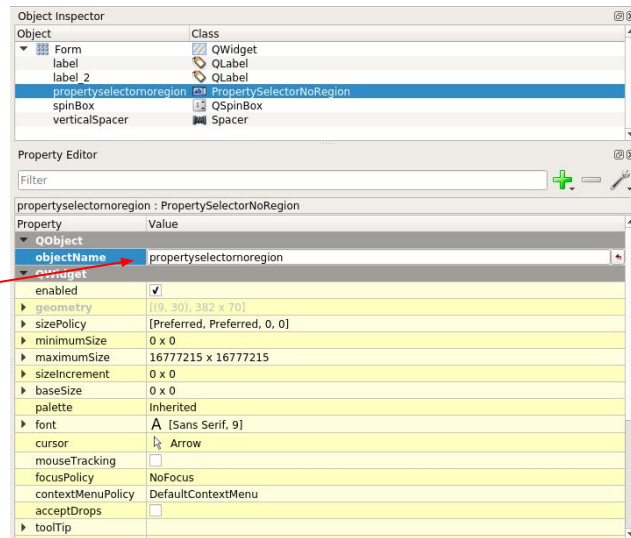 Object Inspector
Object Class
Form QWidget
label QLabel
label_2 QLabel
propertyselectornoregion PropertySelectorNoRegion
spinBox QSpinBox
verticalSpacer Spacer
Property Editor
Filter
propertyselectornoregion : PropertySelectorNoRegion
Property Value
QObject
objectName propertyselectornoregion
QWidget
enabled
geometry [(9, 30), 382 x 70]
sizePolicy [Preferred, Preferred, 0, 0]
minimumSize 0 x 0
maximumSize 16777215 x 16777215
sizeIncrement 0 x 0
baseSize 0 x 0
palette Inherited
font A [Sans Serif, 9]
cursor Arrow
mouseTracking
focusPolicy NoFocus
contextMenuPolicy DefaultContextMenu
acceptDrops
toolTip